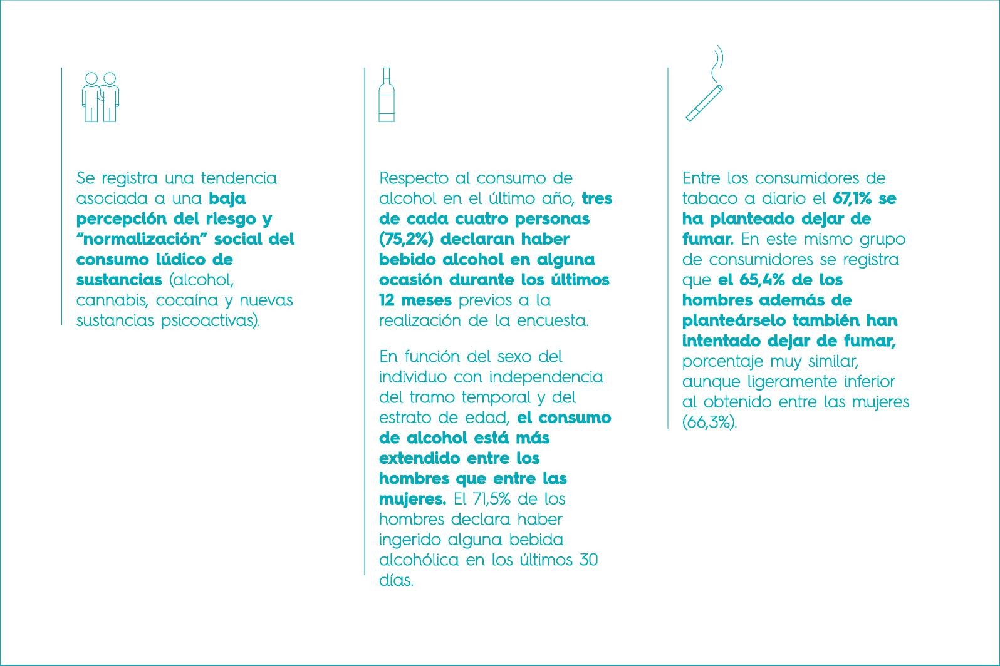 Se registra una tendencia
asociada a una baja
percepción del riesgo y
“normalización” social del
consumo lúdico de
sustancias (alcohol,
cannabis, cocaína y nuevas
sustancias psicoactivas).
Respecto al consumo de
alcohol en el último año, tres
de cada cuatro personas
(75,2%) declaran haber
bebido alcohol en alguna
ocasión durante los últimos
12 meses previos a la
realización de la encuesta.
En función del sexo del
individuo con independencia
del tramo temporal y del
estrato de edad, el consumo
de alcohol está más
extendido entre los
hombres que entre las
mujeres. El 71,5% de los
hombres declara haber
ingerido alguna bebida
alcohólica en los últimos 30
días.
Entre los consumidores de
tabaco a diario el 67,1% se
ha planteado dejar de
fumar. En este mismo grupo
de consumidores se registra
que el 65,4% de los
hombres además de
planteárselo también han
intentado dejar de fumar,
porcentaje muy similar,
aunque ligeramente inferior
al obtenido entre las mujeres
(66,3%).